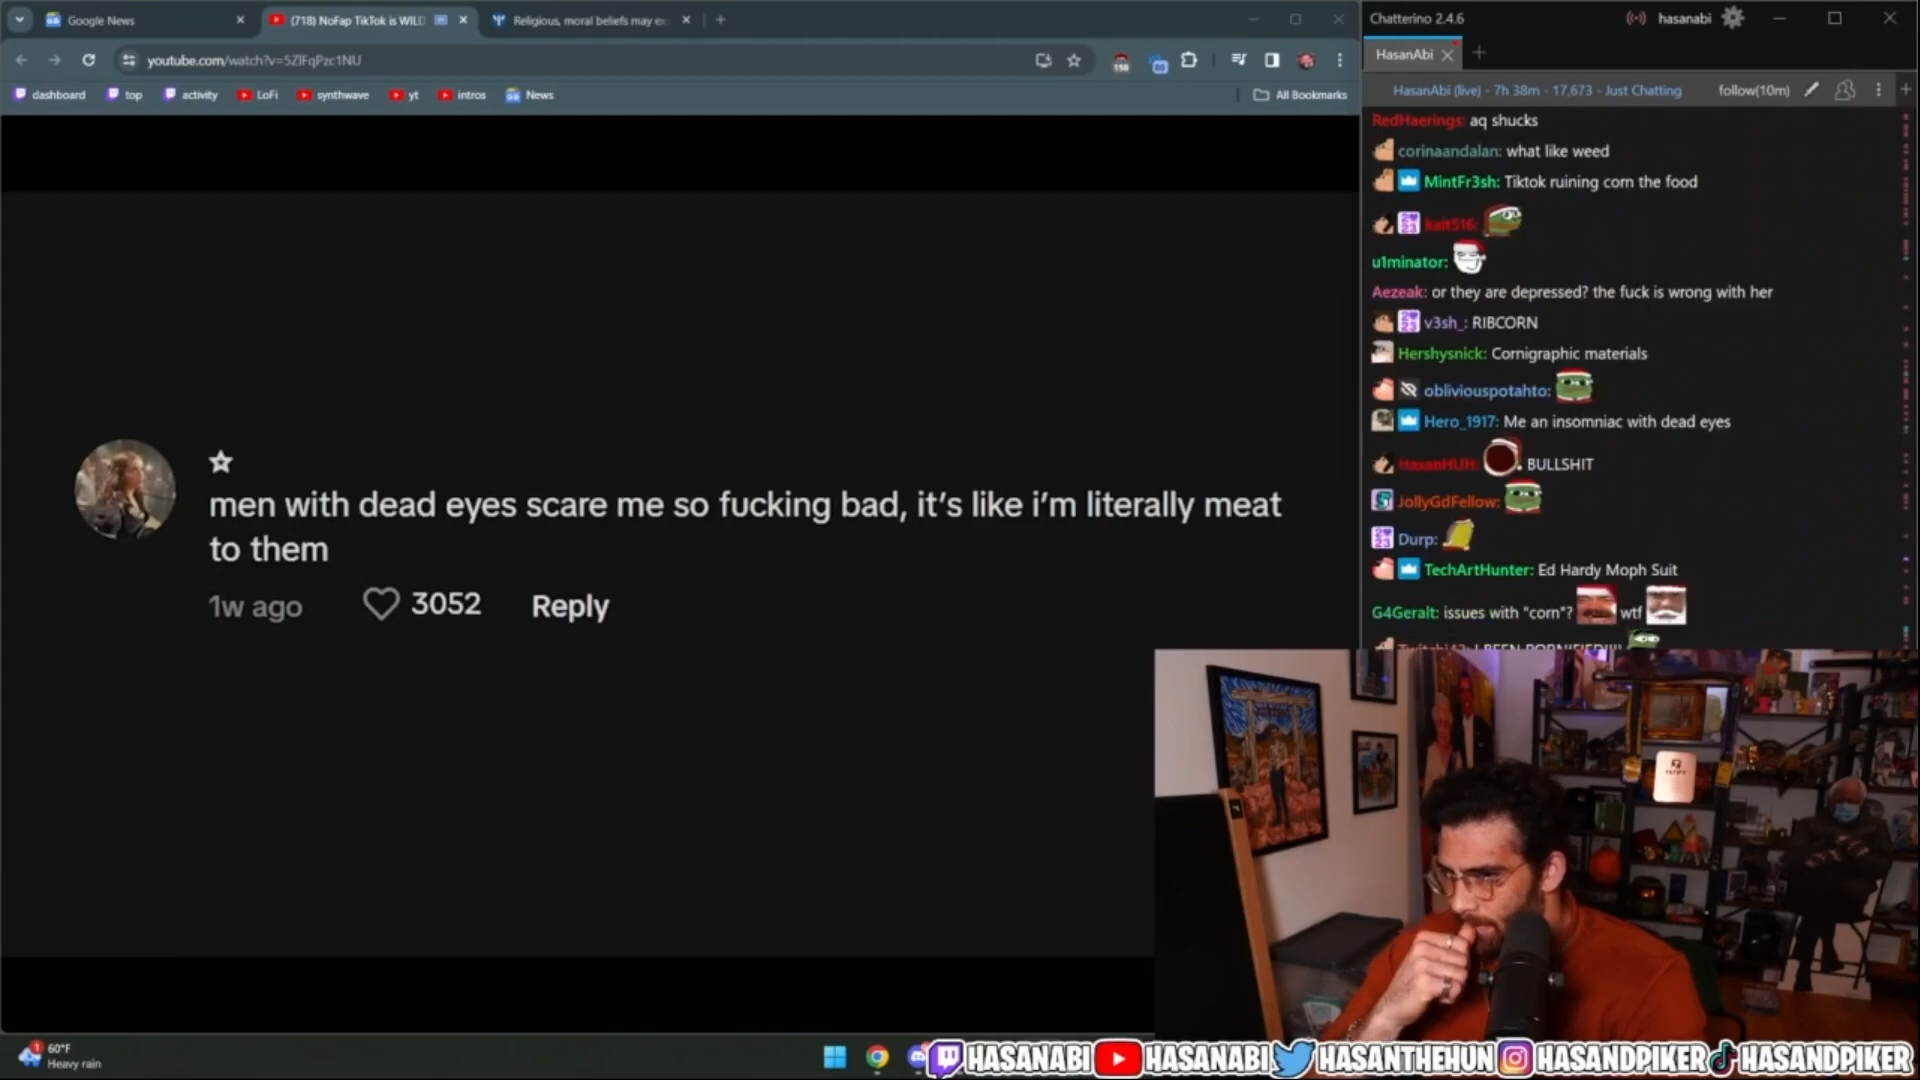 Google News
(718) NoFap TikTok is WILD
Religious, moral beliefs may ex
youtube.com/watch?v=5ZlFqPzc1NU
158
dashboard
top
activity
LoFi
synthwave
yt
intros
News
All Bookmarks
men with dead eyes scare me so fucking bad, it's like i'm literally meat
to them
1w ago
3052
Reply
Chatterino 2.4.6
hasanabi
HasanAbi
HasanAbi (live) - 7h 38m - 17,673 - Just Chatting
follow(10m)
RedHaerings: aq shucks
corinaandalan: what like weed
MintFr3sh: Tiktok ruining corn the food
kait516:
u1minator:
Aezeak: or they are depressed? the fuck is wrong with her
v3sh_: RIBCORN
Hershysnick: Cornigraphic materials
obliviouspotahto:
Hero_1917: Me an insomniac with dead eyes
HasanHUH: BULLSHIT
JollyGdFellow:
Durp:
TechArtHunter: Ed Hardy Moph Suit
G4Geralt: issues with "corn"? wtf
I BEEN PORNIFIED!!!!
1
60°F
Heavy rain
HASANABI
HASANABI
HASANTHEHUN
HASANDPIKER
HASANDPIKER